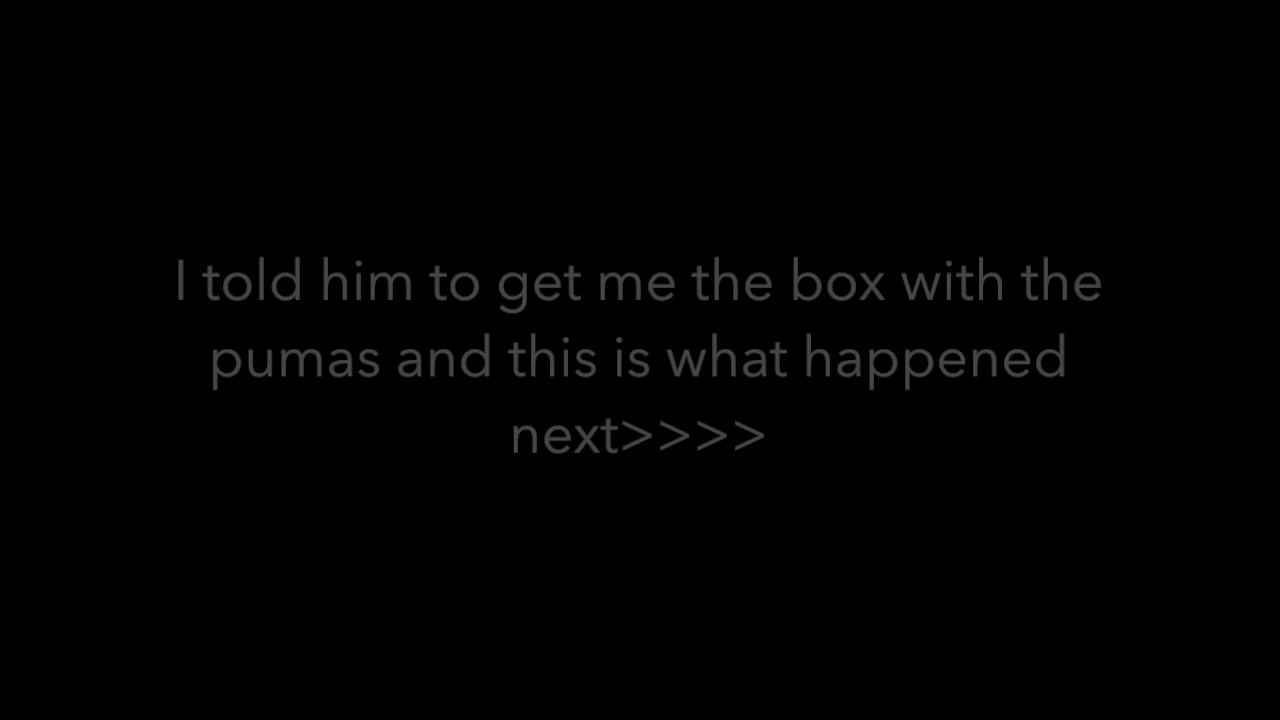 I told him to get me the box with the
pumas and this is what happened
next>>>>